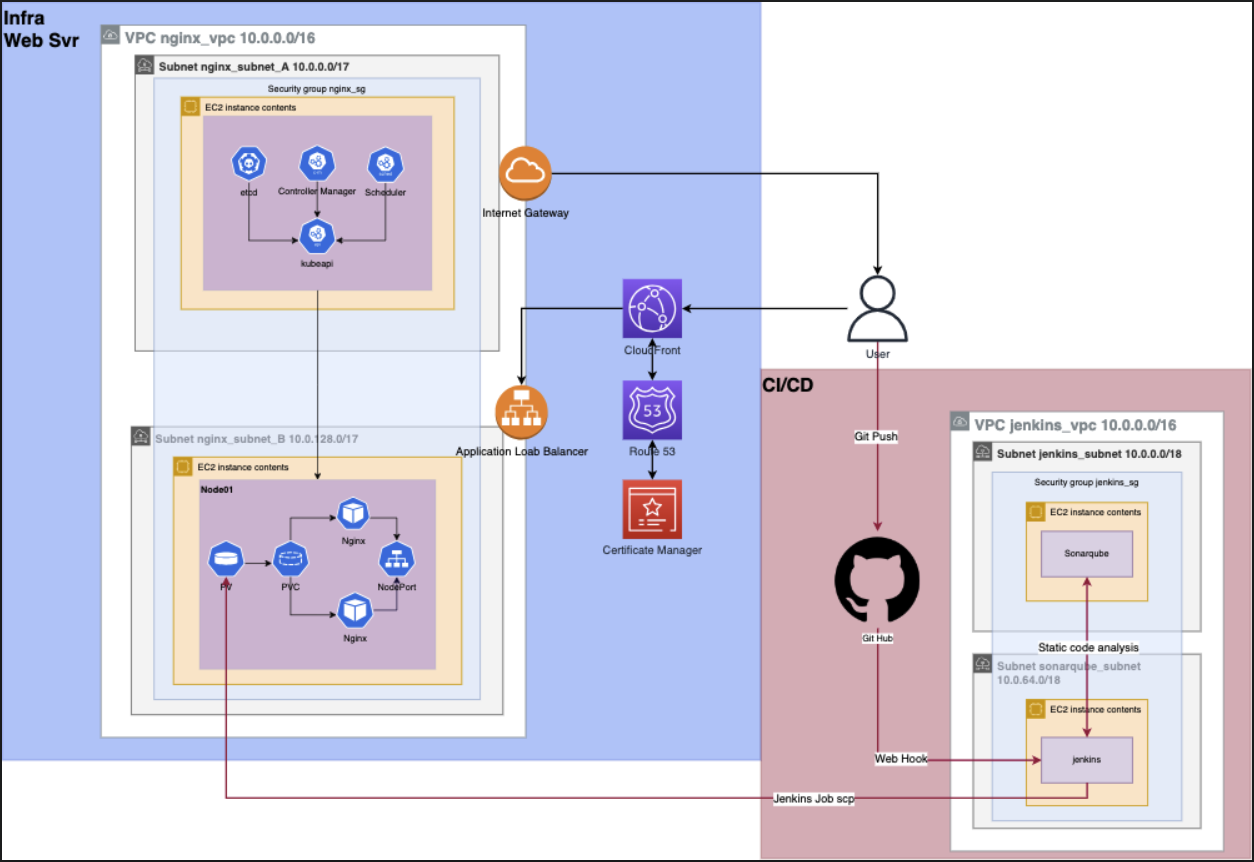 Infra
Web Svr
VPC nginx_vpc 10.0.0.0/16
Subnet nginx_subnet_A 10.0.0.0/17
Security group nginx_sg
EC2 instance contents
etcd
Controller Manager
Scheduler
kubeapi
Internet Gateway
CloudFront
User
Application Loab Balancer
53
Route 53
Certificate Manager
Subnet nginx_subnet_B 10.0.128.0/17
EC2 instance contents
Node01
Nginx
PV
PVC
NodePort
Nginx
CI/CD
Git Push
Git Hub
VPC jenkins_vpc 10.0.0.0/16
Subnet jenkins_subnet 10.0.0.0/18
Security group jenkins_sg
EC2 instance contents
Sonarqube
Static code analysis
Subnet sonarqube_subnet
10.0.64.0/18
EC2 instance contents
jenkins
Web Hook
Jenkins Job scp